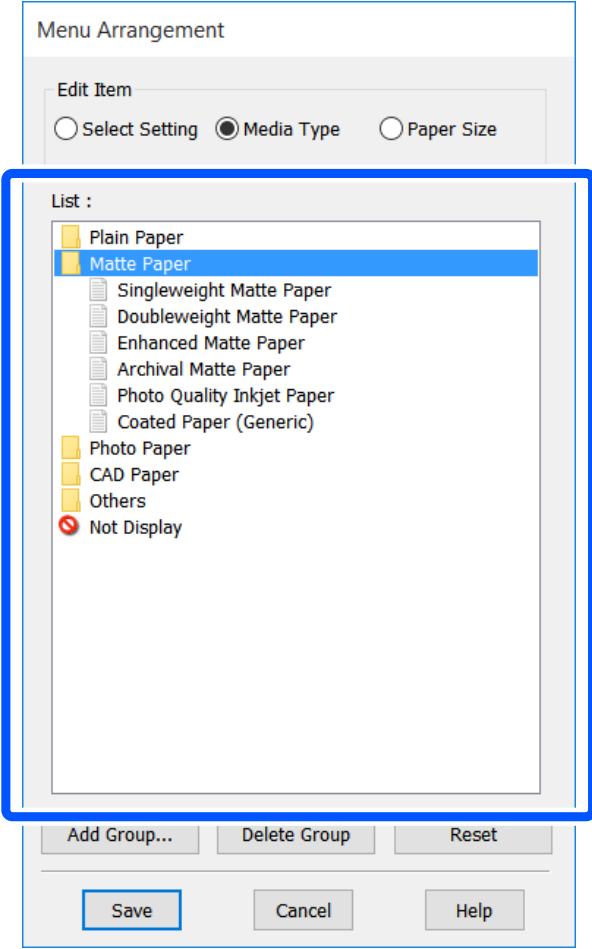 Menu Arrangement
Edit Item
Select Setting Media Type Paper Size
List :
Plain Paper
Matte Paper
Singleweight Matte Paper
Doubleweight Matte Paper
Enhanced Matte Paper
Archival Matte Paper
Photo Quality Inkjet Paper
Coated Paper (Generic)
Photo Paper
CAD Paper
Others
Not Display
Add Group... Delete Group Reset
Save Cancel Help